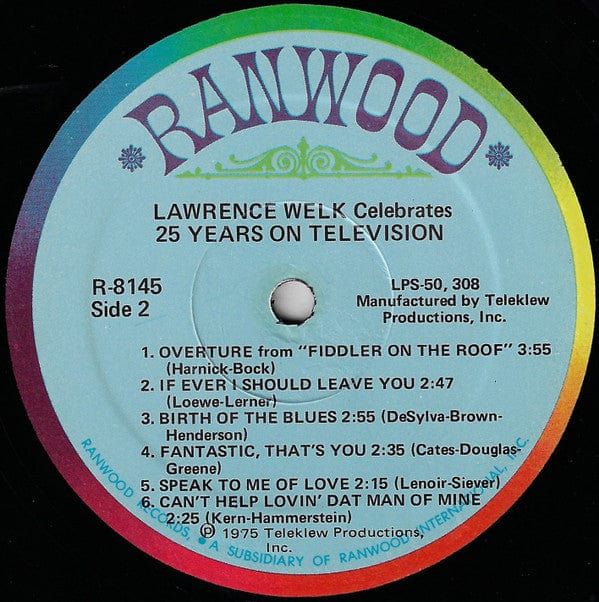 RANWOOD
LAWRENCE WELK Celebrates
25 YEARS ON TELEVISION
R-8145
Side 2
LPS-50, 308
Manufactured by Teleklew
Productions, Inc.
1. OVERTURE from "FIDDLER ON THE ROOF" 3:55
(Harnick-Bock)
2. IF EVER I SHOULD LEAVE YOU 2:47
(Loewe-Lerner)
3. BIRTH OF THE BLUES 2:55 (DeSylva-Brown-
Henderson)
4. FANTASTIC, THAT'S YOU 2:35 (Cates-Douglas-
Greene)
5. SPEAK TO ME OF LOVE 2:15 (Lenoir-Siever)
6. CAN'T HELP LOVIN' DAT MAN OF MINE
2:25 (Kern-Hammerstein)
℗ 1975 Teleklew Productions,
Inc.
RANWOOD RECORDS, • A SUBSIDIARY OF RANWOOD INTERNATIONAL, INC.